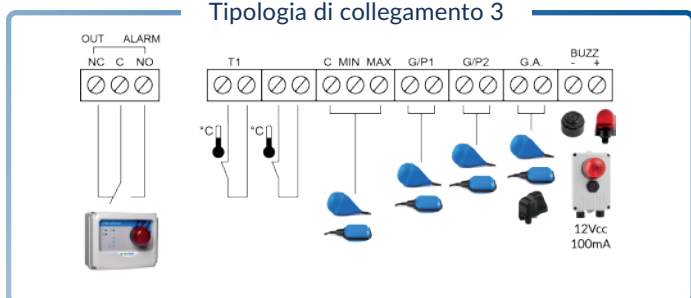 Tipologia di collegamento 3
OUT ALARM
NC C NO
T1
C MIN MAX
G/P1
G/P2
G.A.
BUZZ
- +
°C
°C
12Vcc
100mA